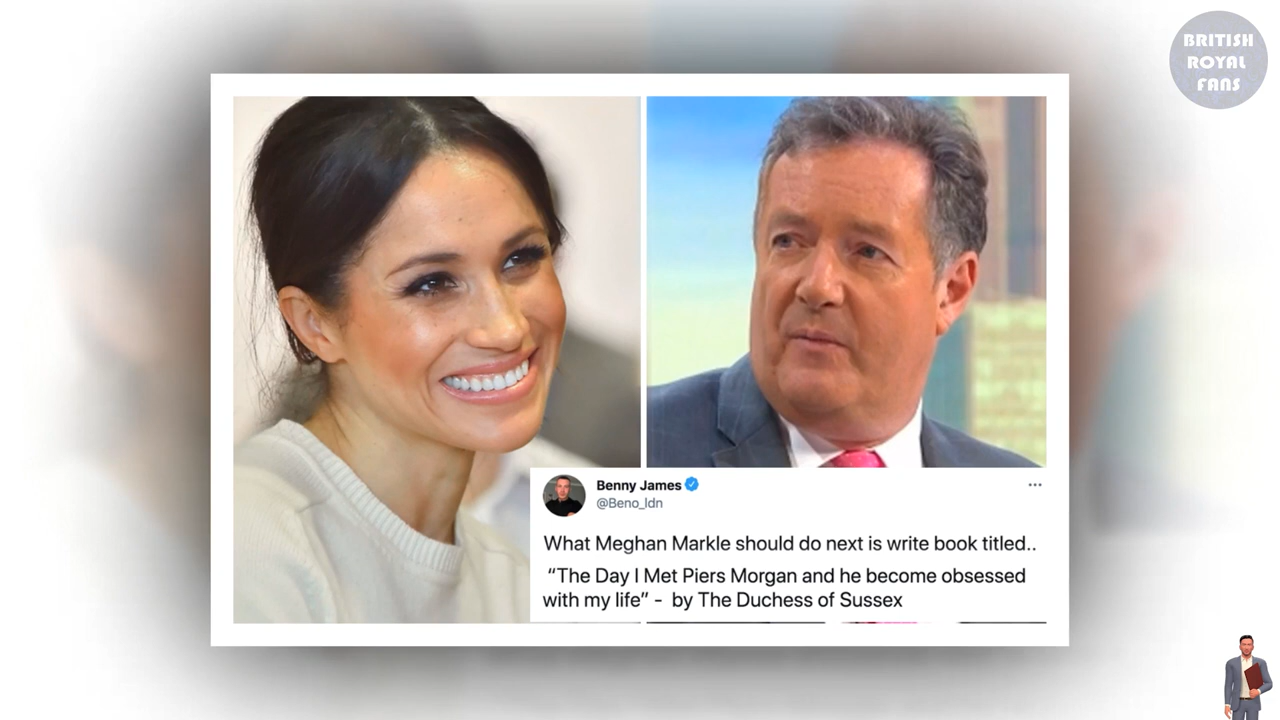 BRITISH
ROYAL
FANS
Benny James
@Beno_ldn
What Meghan Markle should do next is write book titled..
“The Day I Met Piers Morgan and he become obsessed
with my life” - by The Duchess of Sussex